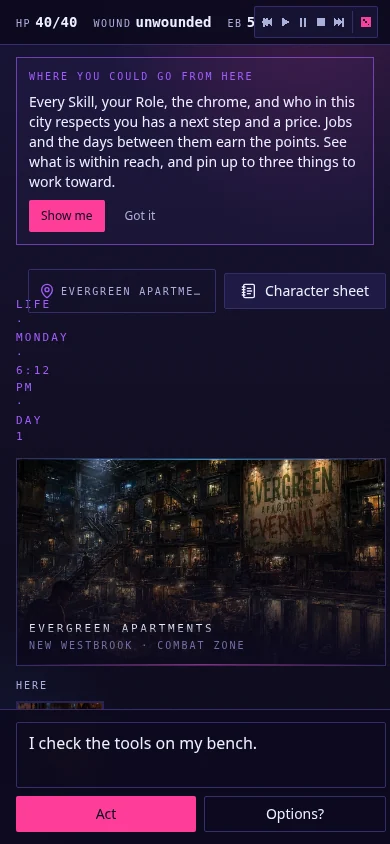 HP 40/40 WOUND unwounded EB 5
WHERE YOU COULD GO FROM HERE
Every Skill, your Role, the chrome, and who in this
city respects you has a next step and a price. Jobs
and the days between them earn the points. See
what is within reach, and pin up to three things to
work toward.
Show me Got it
EVERGREEN APARTME…
Character sheet
LIFE
·
MONDAY
·
6:12
PM
·
DAY
1
EVERGREEN
APARTMENTS
EVERWILT
EVERGREEN APARTMENTS
NEW WESTBROOK · COMBAT ZONE
HERE
I check the tools on my bench.
Act Options?